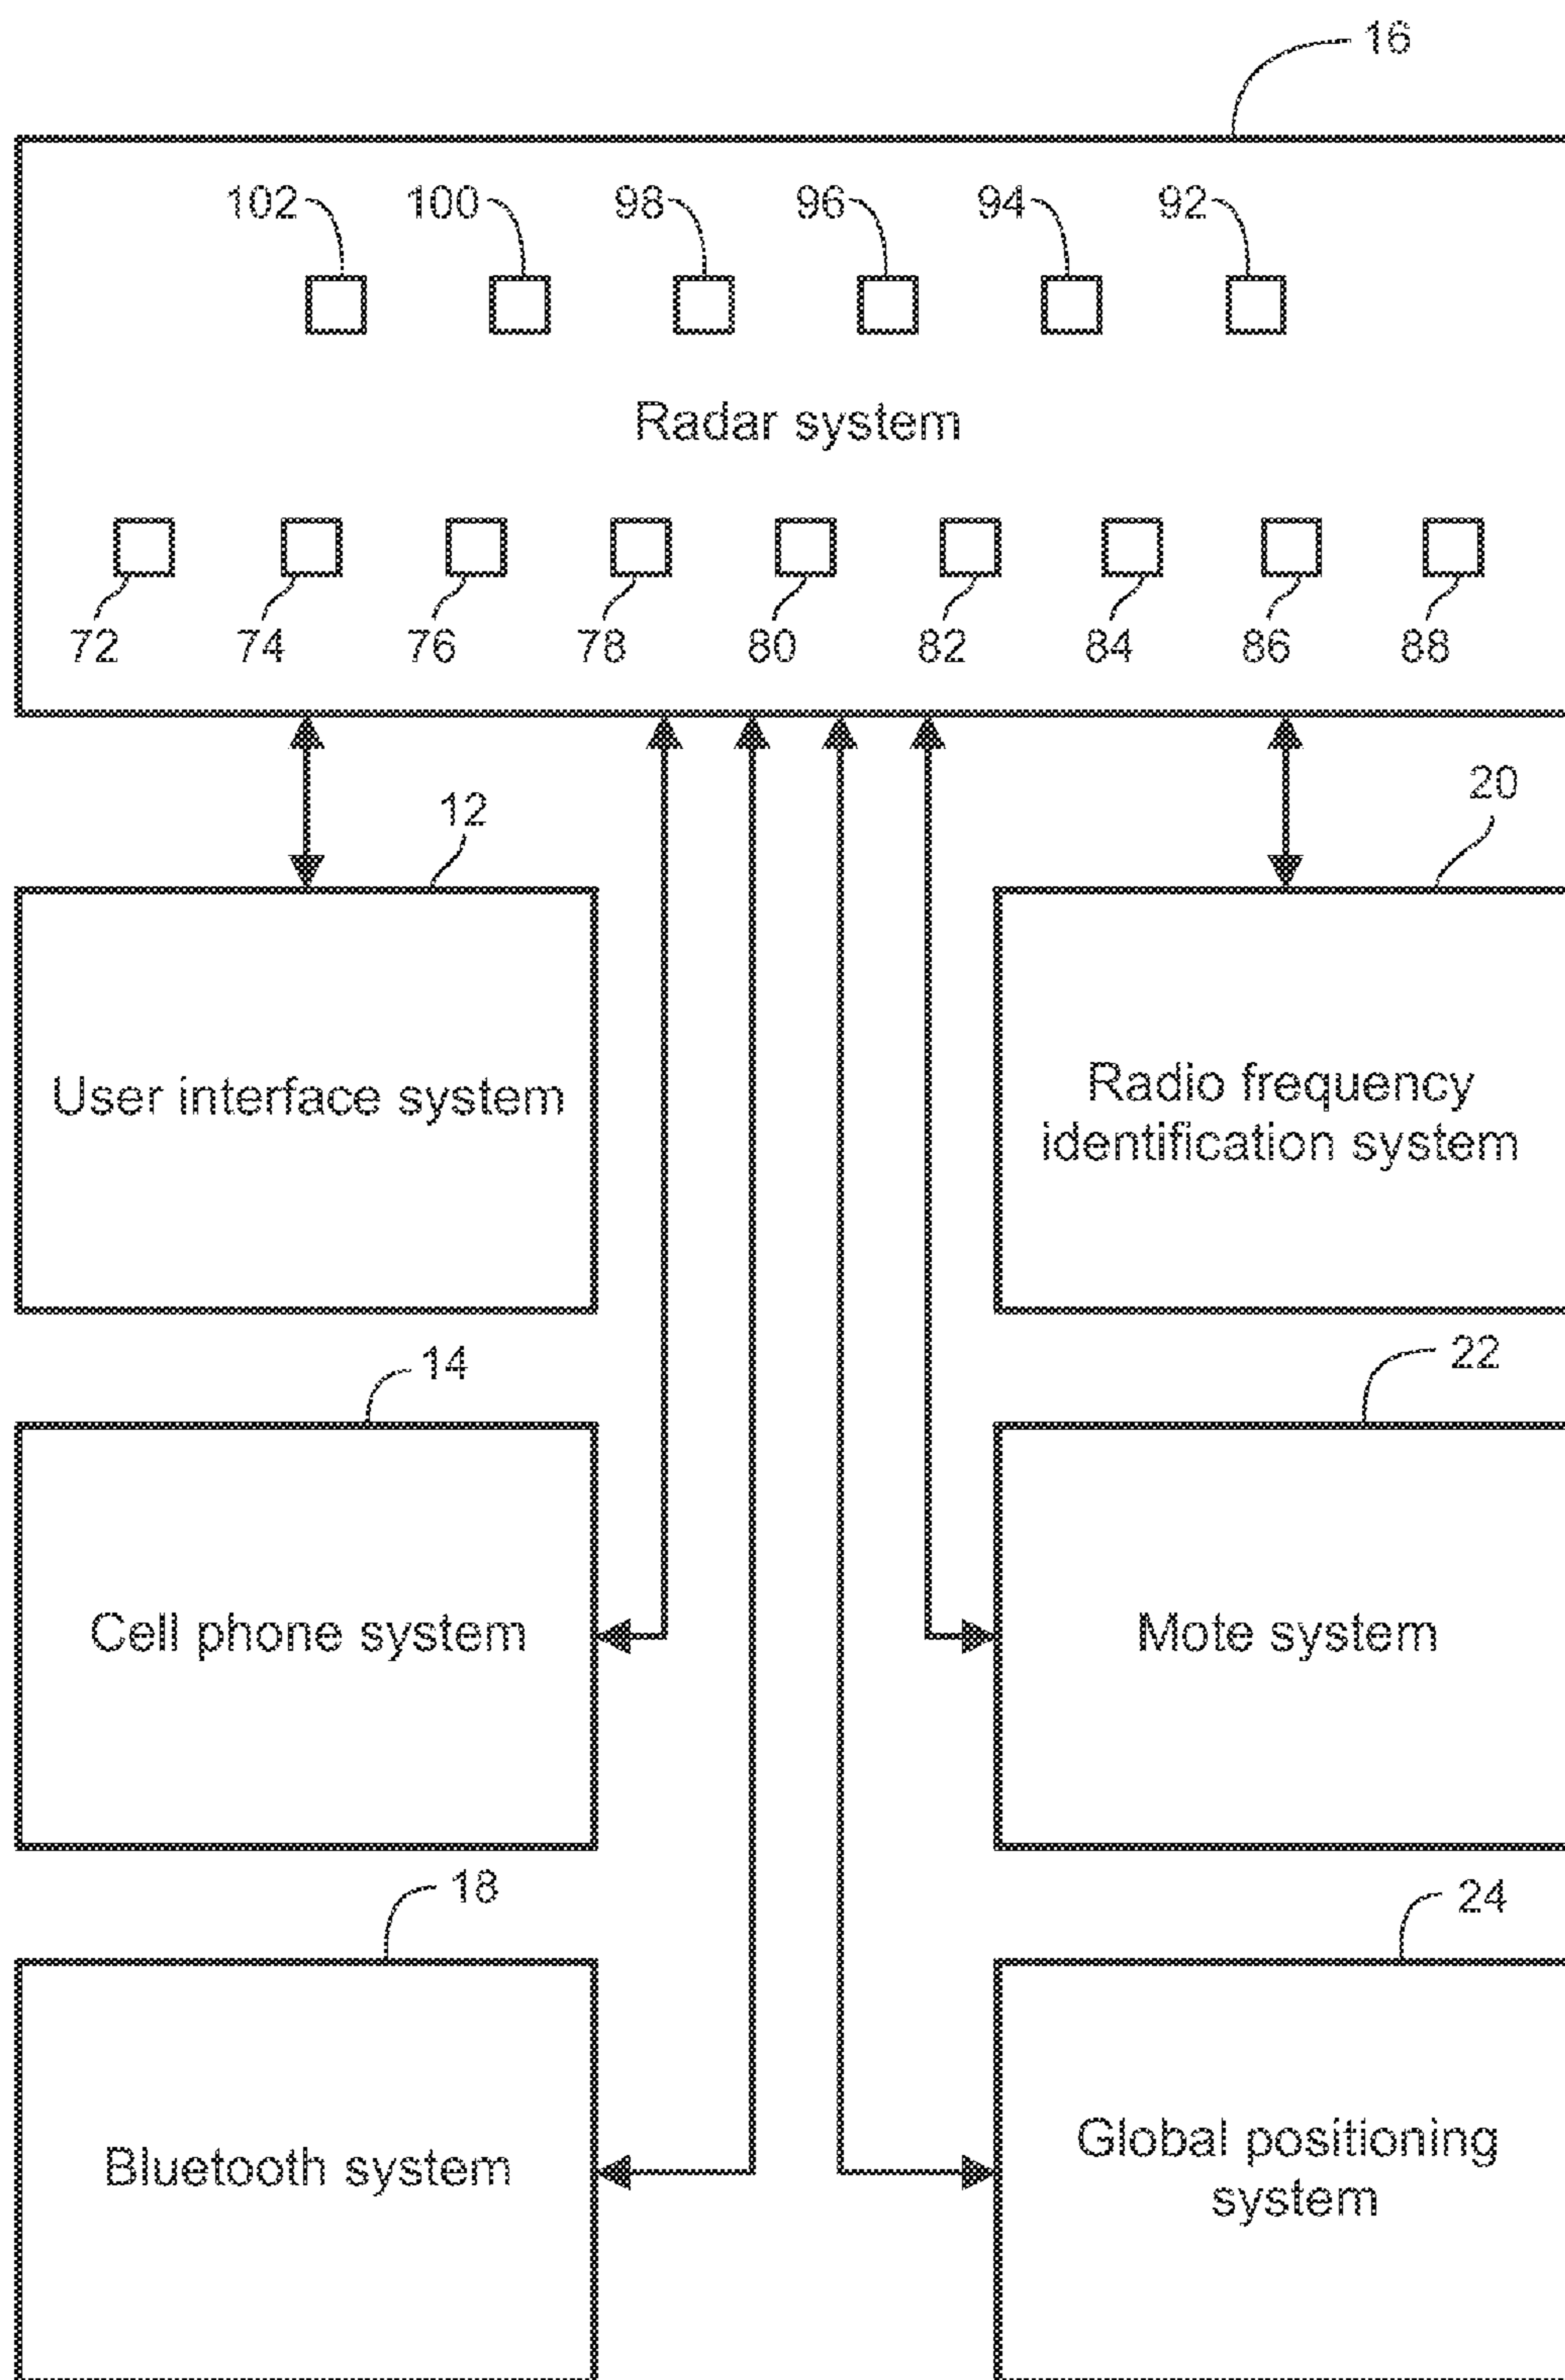 16
102 100 98 96 94 92
Radar system
72 74 76 78 80 82 84 86 88
12
20
User interface system
Radio frequency
identification system
14
22
Cell phone system
Mote system
18
24
Bluetooth system
Global positioning
system